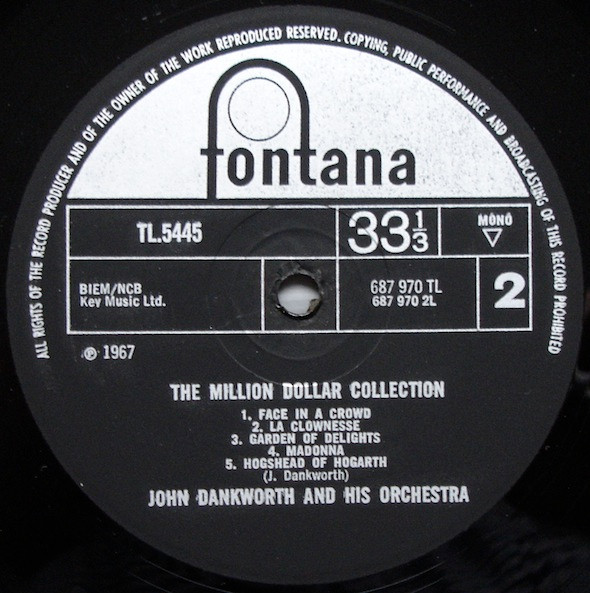 ALL RIGHTS OF THE RECORD PRODUCER AND OF THE OWNER OF THE WORK REPRODUCED RESERVED. COPYING, PUBLIC PERFORMANCE AND BROADCASTING OF THIS RECORD PROHIBITED
fontana
TL.5445
33⅓
MONO
BIEM/NCB
Key Music Ltd.
687 970 TL
687 970 2L
2
℗ 1967
THE MILLION DOLLAR COLLECTION
1. FACE IN A CROWD
2. LA CLOWNESSE
3. GARDEN OF DELIGHTS
4. MADONNA
5. HOGSHEAD OF HOGARTH
(J. Dankworth)
JOHN DANKWORTH AND HIS ORCHESTRA